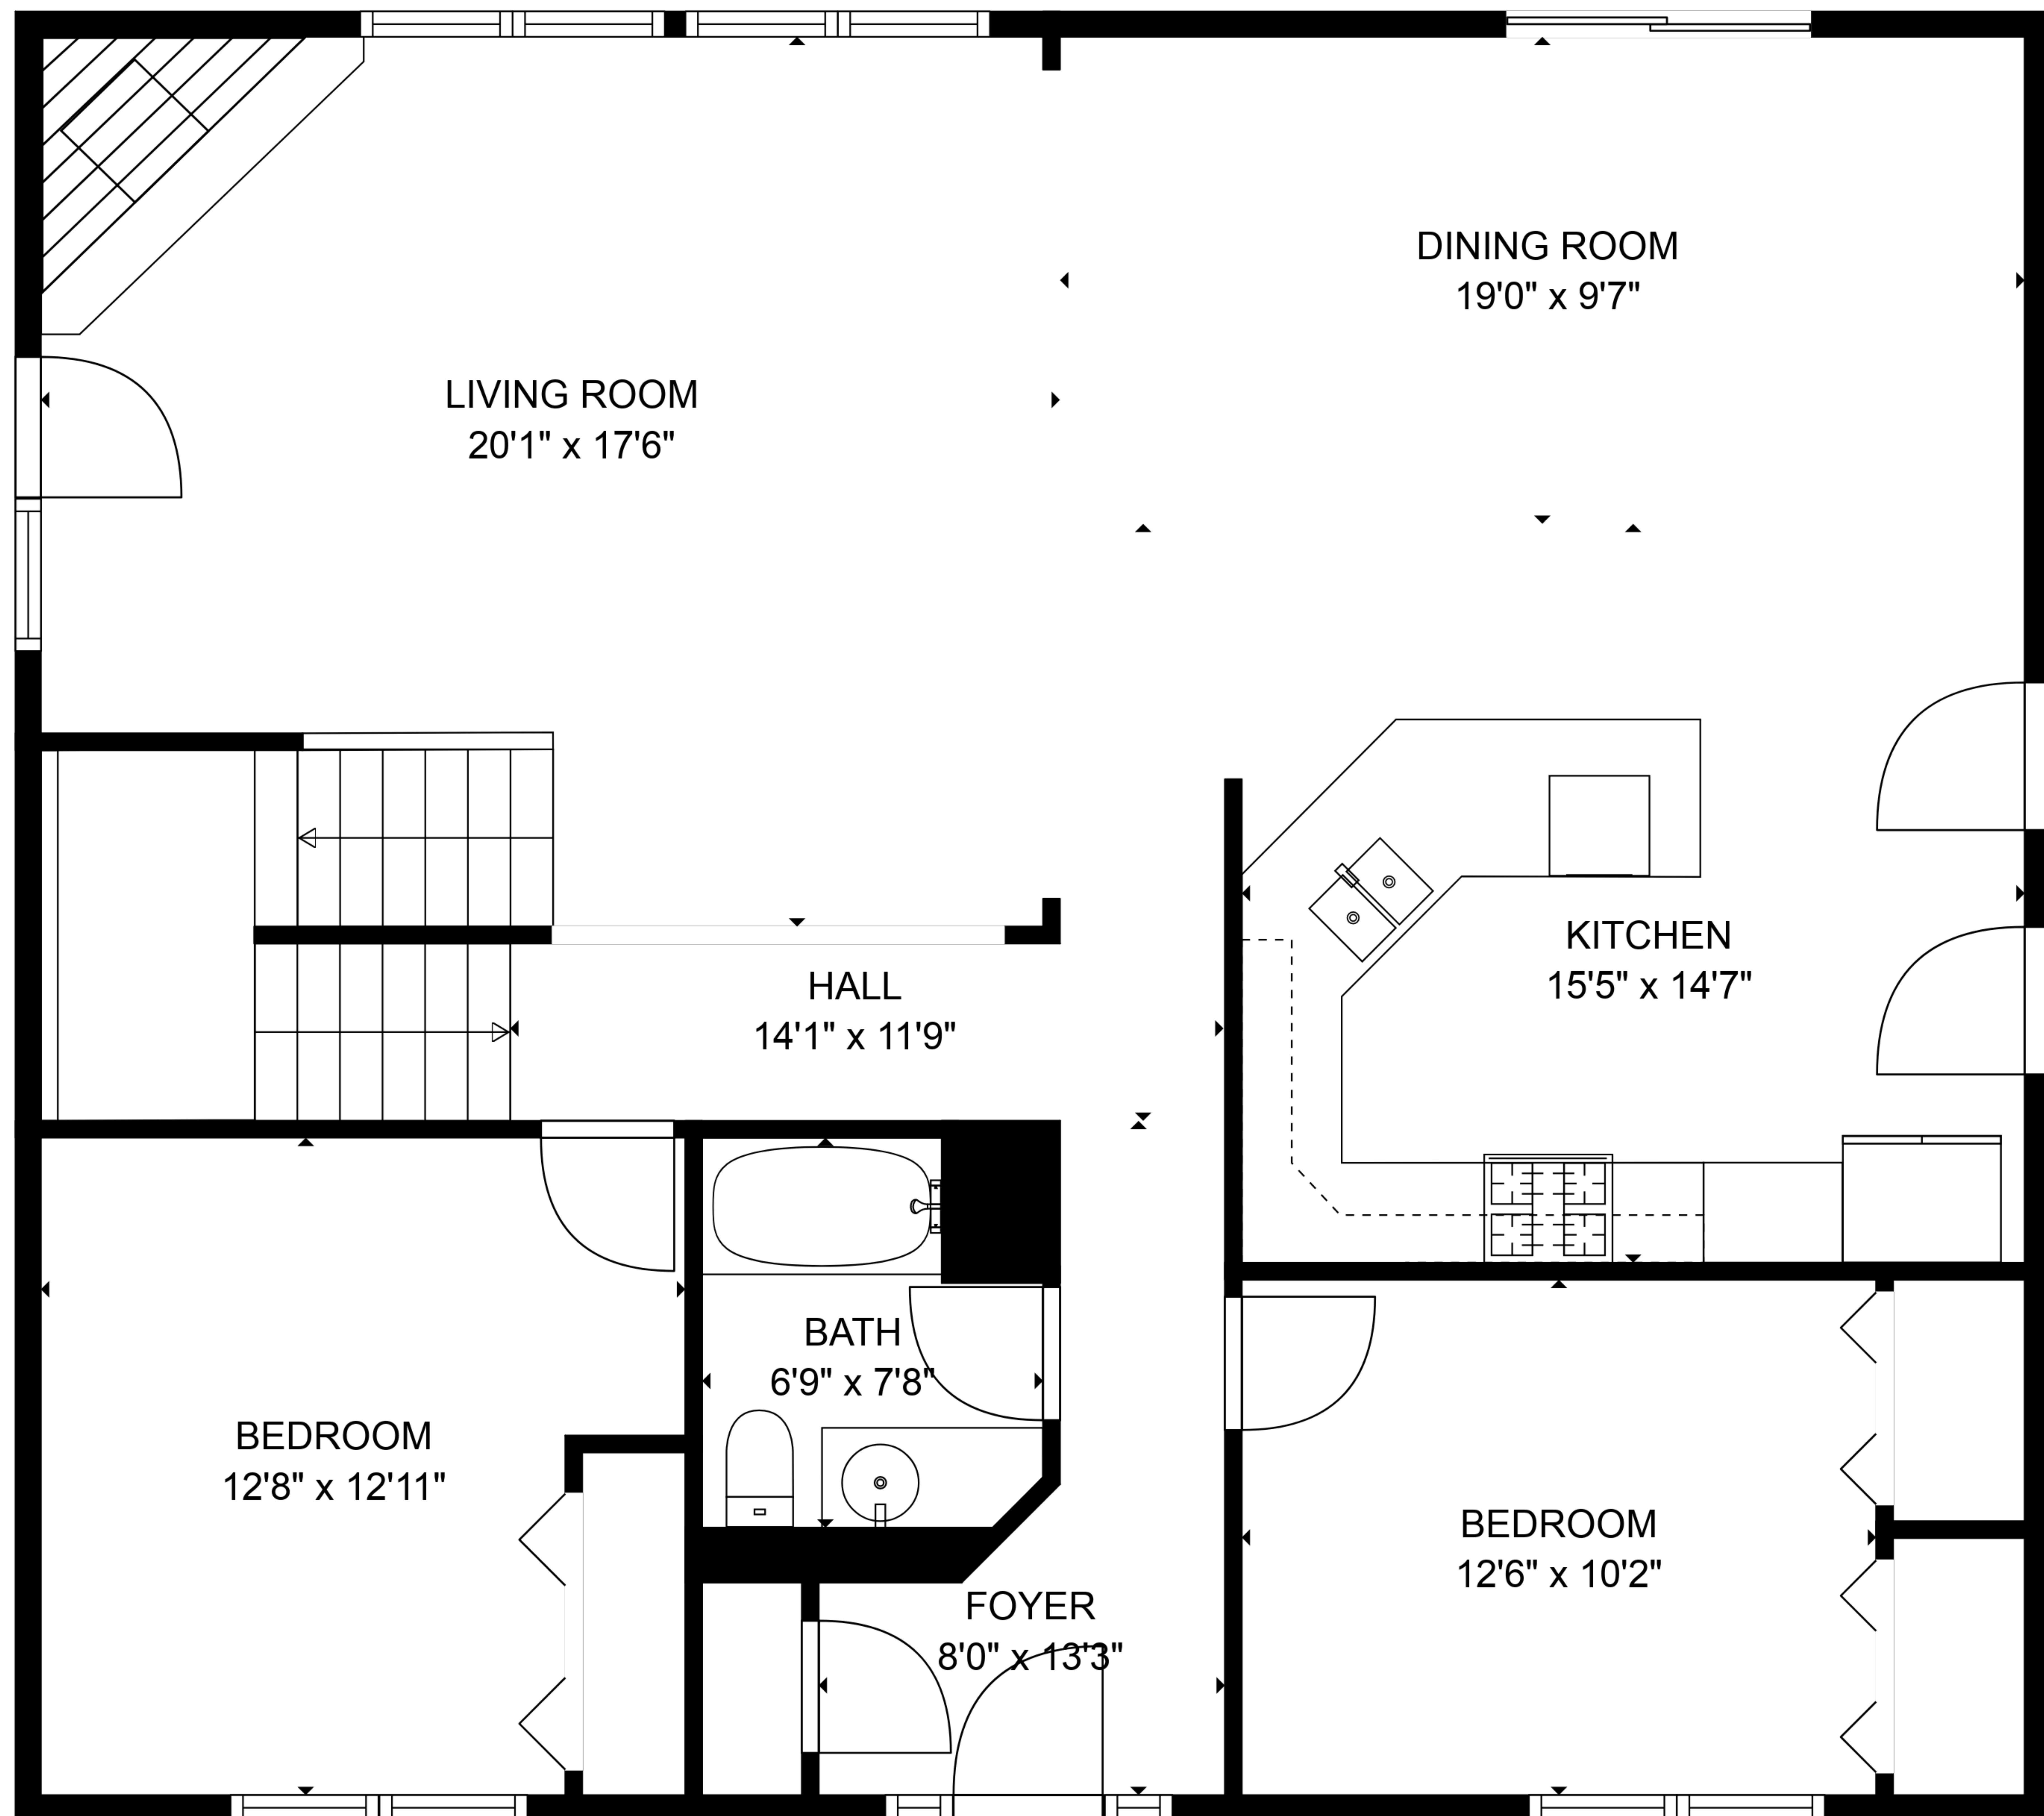 DINING ROOM
19'0" x 9'7"
LIVING ROOM
20'1" x 17'6"
KITCHEN
15'5" x 14'7"
HALL
14'1" x 11'9"
BATH
6'9" x 7'8"
BEDROOM
12'8" x 12'11"
BEDROOM
12'6" x 10'2"
FOYER
8'0" x 13'3"